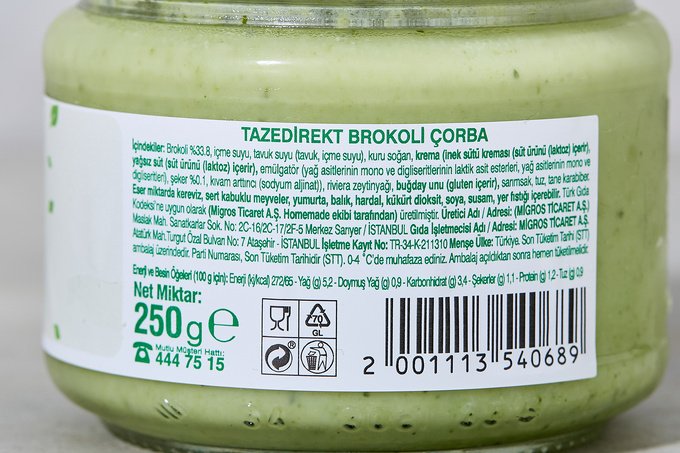 TAZEDİREKT BROKOLİ ÇORBA
İçindekiler: Brokoli %33.8, içme suyu, tavuk suyu (tavuk, içme suyu), kuru soğan, krema (inek sütü kreması (süt ürünü (laktoz) içerir),
yağsız süt (süt ürünü (laktoz) içerir), emülgatör (yağ asitlerinin mono ve digliseritlerinin laktik asit esterleri, yağ asitlerinin mono ve
digliseritleri), şeker %0.1, kıvam arttırıcı (sodyum aljinat)), riviera zeytinyağı, buğday unu (gluten içerir), sarımsak, tuz, tane karabiber.
Eser miktarda kereviz, sert kabuklu meyveler, yumurta, balık, hardal, kükürt dioksit, soya, susam, yer fıstığı içerebilir. Türk Gıda
Kodeksi'ne uygun olarak (Migros Ticaret A.Ş. Homemade ekibi tarafından) üretilmiştir. Üretici Adı / Adresi: (MİGROS TİCARET A.Ş.)
Maslak Mah. Sanatkarlar Sok. No: 2C-16/2C-17/2F-5 Merkez Sarıyer / İSTANBUL Gıda İşletmecisi Adı / Adresi: (MİGROS TİCARET A.Ş.)
Atatürk Mah.Turgut Özal Bulvarı No: 7 Ataşehir - İSTANBUL İşletme Kayıt No: TR-34-K-211310 Menşe Ülke: Türkiye. Son Tüketim Tarihi (STT)
ambalaj üzerindedir. Parti Numarası, Son Tüketim Tarihidir (STT). 0-4 ˚C'de muhafaza ediniz. Ambalaj açıldıktan sonra hemen tüketilmelidir.
Enerji ve Besin Öğeleri (100 g için): Enerji (kj/kcal) 272/65 - Yağ (g) 5,2 - Doymuş Yağ (g) 0,9 - Karbonhidrat (g) 3,4 - Şekerler (g) 1,1 - Protein (g) 1,2 - Tuz (g) 0,9
Net Miktar:
250 g ℮
Mutlu Müşteri Hattı:
444 75 15
70
GL
2 001113 540689